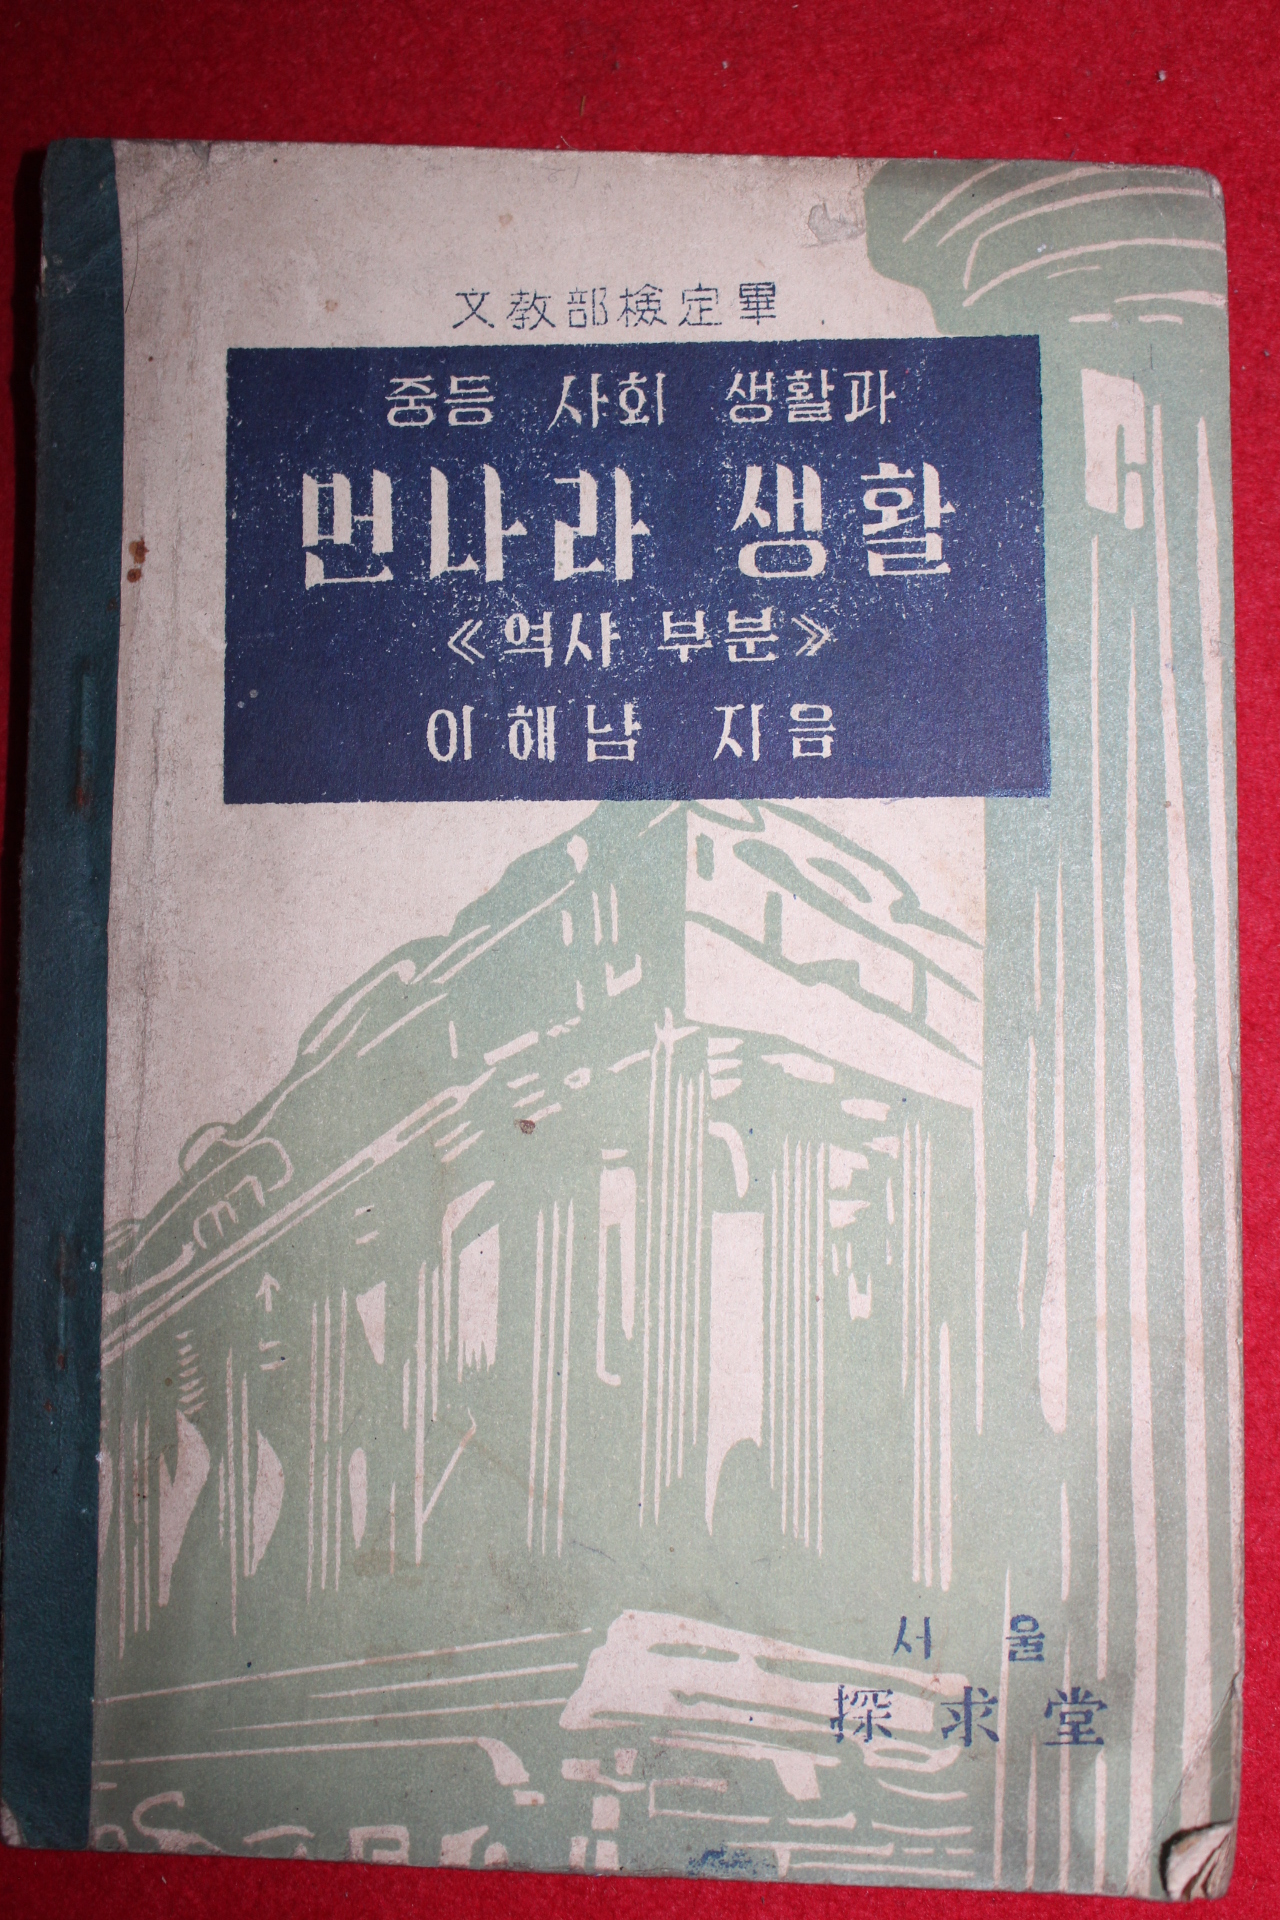 文敎部檢定畢
중등 사회 생활과
먼나라 생활
《역사 부분》
이해남 지음
서울
探求堂